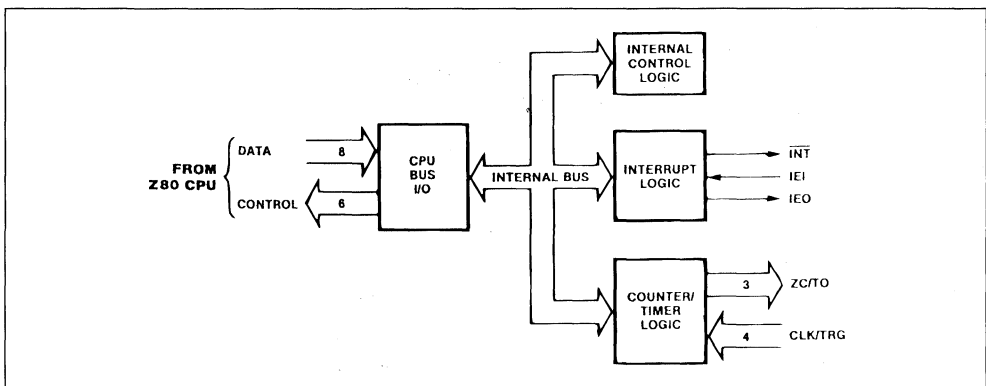 FROM
Z80 CPU
DATA
8
CONTROL
6
CPU
BUS
I/O
INTERNAL BUS
INTERNAL
CONTROL
LOGIC
INTERRUPT
LOGIC
INT
IEI
IEO
COUNTER/
TIMER
LOGIC
3
ZC/TO
4
CLK/TRG